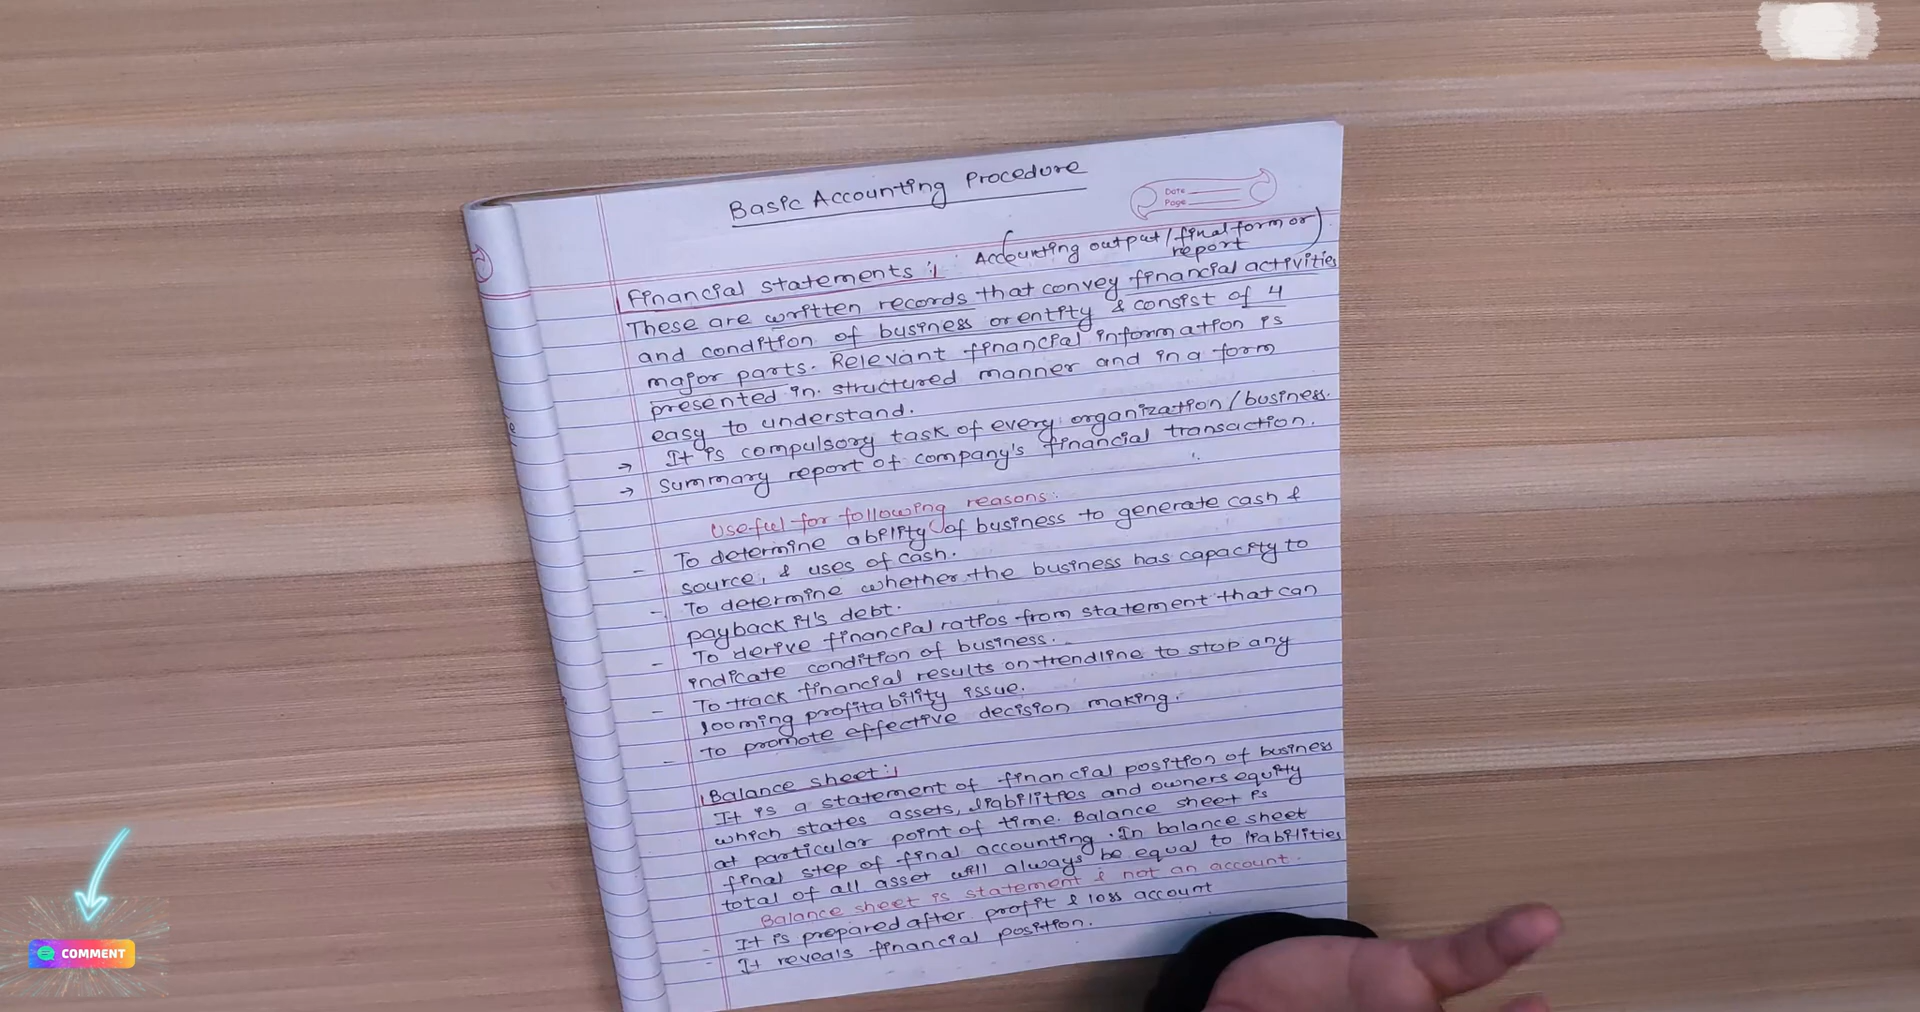 Basic Accounting Procedure
Date
Page
(Accounting output / final form or report)
Financial statements :
These are written records that convey financial activities
and condition of business or entity & consist of 4
major parts. Relevant financial information is
presented in structured manner and in a form
easy to understand.
→ It is compulsory task of every organization / business.
→ Summary report of company's financial transaction.
Useful for following reasons:
- To determine ability of business to generate cash &
source, & uses of cash.
- To determine whether the business has capacity to
payback it's debt.
- To derive financial ratios from statement that can
indicate condition of business.
- To track financial results on trendline to stop any
looming profitability issue.
- To promote effective decision making.
Balance sheet :
It is a statement of financial position of business
which states assets, liabilities and owners equity
at particular point of time. Balance sheet is
final step of final accounting. In balance sheet
total of all asset will always be equal to liabilities
Balance sheet is statement & not an account.
- It is prepared after profit & loss account
- It reveals financial position.
COMMENT